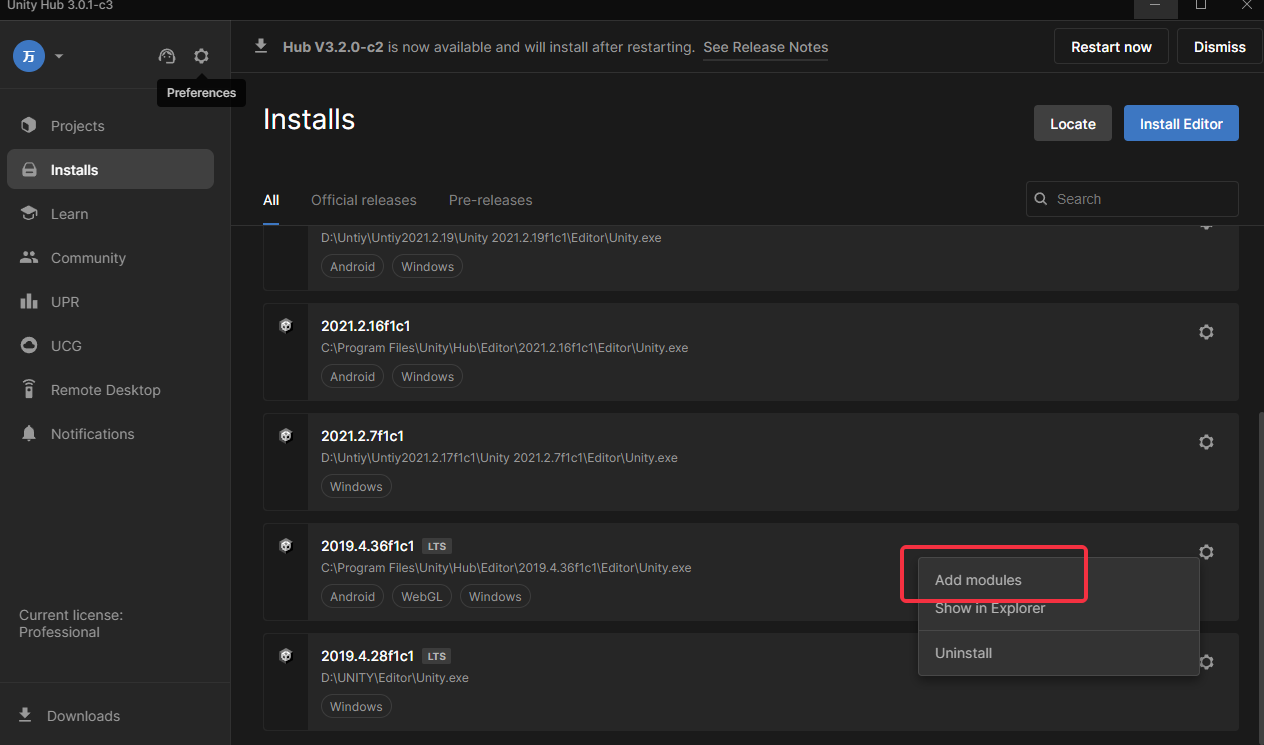 Unity Hub 3.0.1-c3
万
Hub V3.2.0-c2 is now available and will install after restarting. See Release Notes
Restart now
Dismiss
Preferences
Projects
Installs
Learn
Community
UPR
UCG
Remote Desktop
Notifications
Current license:
Professional
Downloads
Installs
Locate
Install Editor
All
Official releases
Pre-releases
Search
D:\Untiy\Untiy2021.2.19\Unity 2021.2.19f1c1\Editor\Unity.exe
Android
Windows
2021.2.16f1c1
C:\Program Files\Unity\Hub\Editor\2021.2.16f1c1\Editor\Unity.exe
Android
Windows
2021.2.7f1c1
D:\Untiy\Untiy2021.2.17f1c1\Unity 2021.2.7f1c1\Editor\Unity.exe
Windows
2019.4.36f1c1 LTS
C:\Program Files\Unity\Hub\Editor\2019.4.36f1c1\Editor\Unity.exe
Android
WebGL
Windows
Add modules
Show in Explorer
Uninstall
2019.4.28f1c1 LTS
D:\UNITY\Editor\Unity.exe
Windows